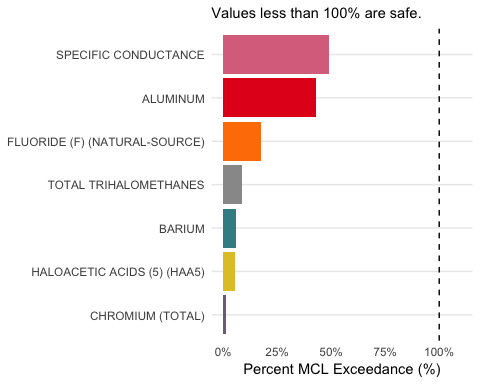 Values less than 100% are safe.
SPECIFIC CONDUCTANCE
ALUMINUM
FLUORIDE (F) (NATURAL-SOURCE)
TOTAL TRIHALOMETHANES
BARIUM
HALOACETIC ACIDS (5) (HAA5)
CHROMIUM (TOTAL)
0% 25% 50% 75% 100%
Percent MCL Exceedance (%)